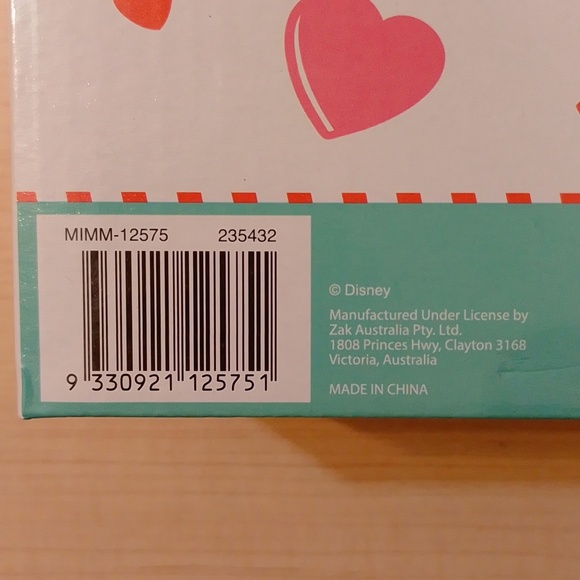 MIMM-12575 235432
9 330921 125751
© Disney
Manufactured Under License by
Zak Australia Pty. Ltd.
1808 Princes Hwy, Clayton 3168
Victoria, Australia
MADE IN CHINA